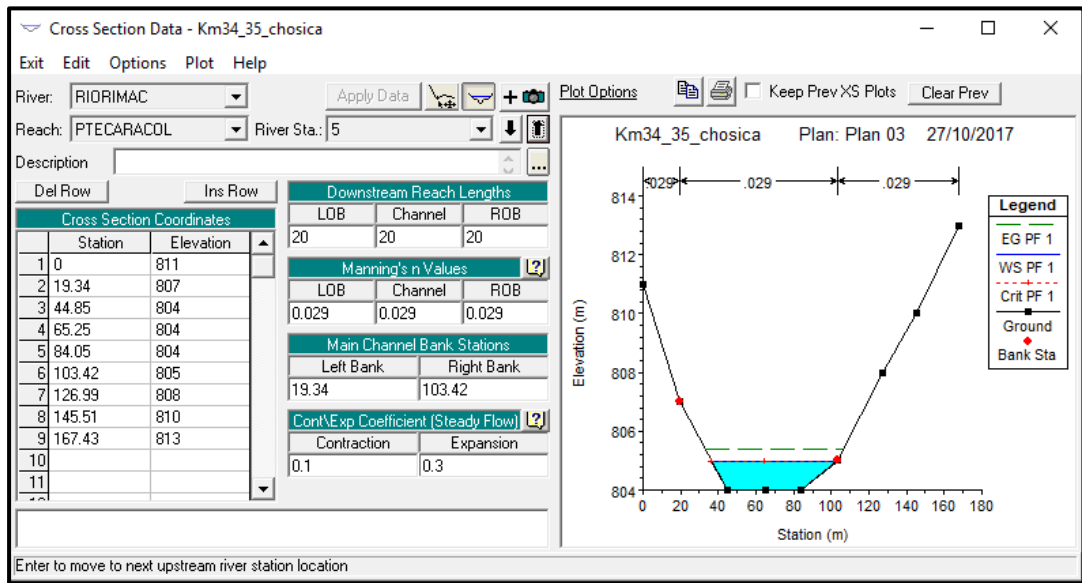 Cross Section Data - Km34_35_chosica
Exit Edit Options Plot Help
River: RIORIMAC Apply Data
Reach: PTECARACOL River Sta.: 5
Description ...
Del Row Ins Row
Cross Section Coordinates
Station Elevation
1 0 811
2 19.34 807
3 44.85 804
4 65.25 804
5 84.05 804
6 103.42 805
7 126.99 808
8 145.51 810
9 167.43 813
10
11
Downstream Reach Lengths
LOB Channel ROB
20 20 20
Manning's n Values
LOB Channel ROB
0.029 0.029 0.029
Main Channel Bank Stations
Left Bank Right Bank
19.34 103.42
Cont\Exp Coefficient (Steady Flow)
Contraction Expansion
0.1 0.3
Plot Options Keep Prev XS Plots Clear Prev
Km34_35_chosica Plan: Plan 03 27/10/2017
.029 .029 .029
814
812
810
808
806
804
Elevation (m)
0 20 40 60 80 100 120 140 160 180
Station (m)
Legend
EG PF 1
WS PF 1
Crit PF 1
Ground
Bank Sta
Enter to move to next upstream river station location